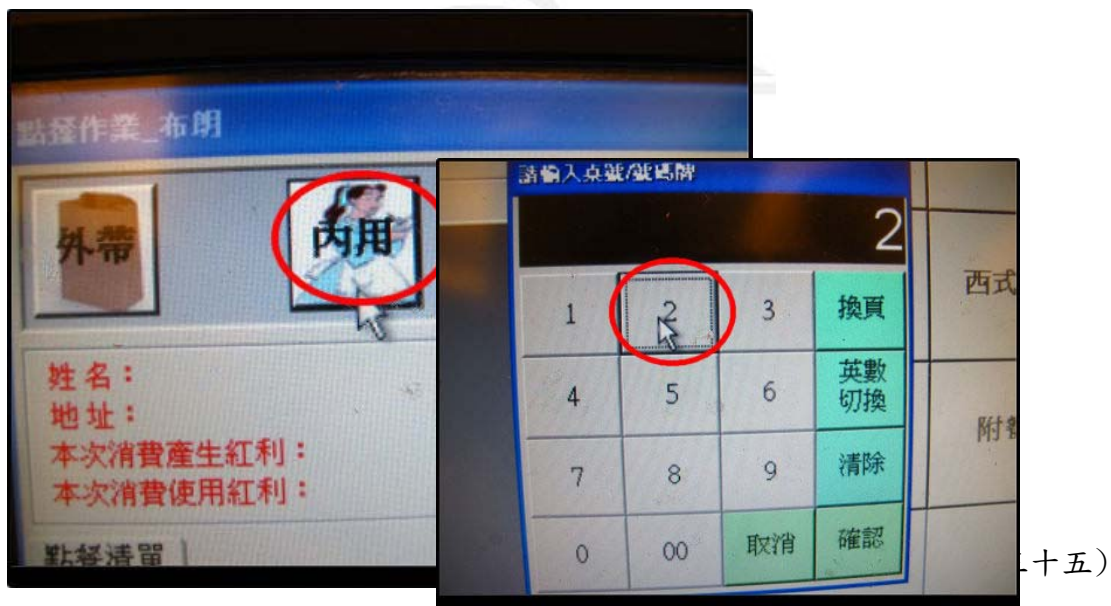 點餐作業_布朗
外帶
內用
姓名：
地址：
本次消費產生紅利：
本次消費使用紅利：
點餐清單
請輸入桌號/號碼牌
2
1 2 3 換頁
4 5 6 英數切換
7 8 9 清除
0 00 取消 確認
西式
附餐
十五)